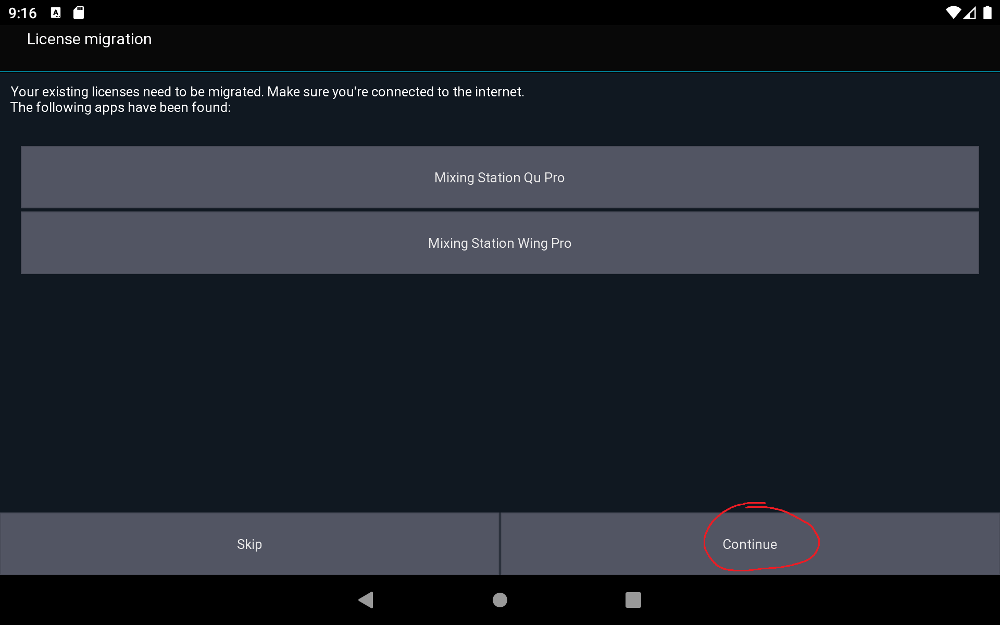 9:16
License migration
Your existing licenses need to be migrated. Make sure you're connected to the internet.
The following apps have been found:
Mixing Station Qu Pro
Mixing Station Wing Pro
Skip
Continue